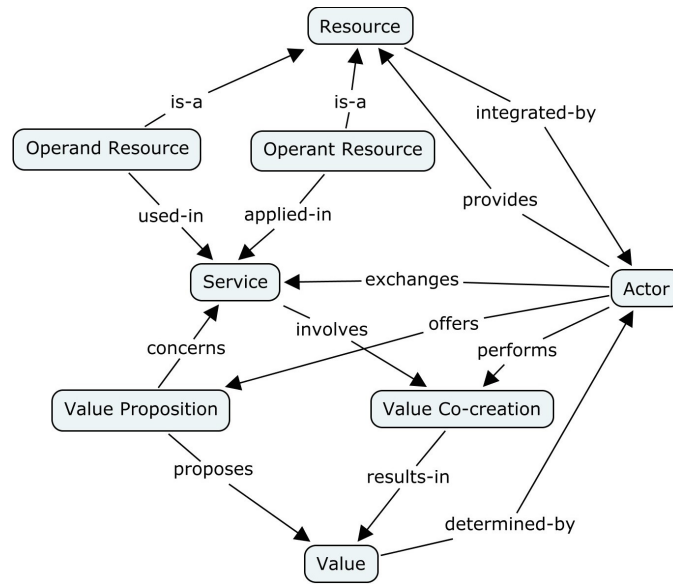 Resource
is-a
is-a
integrated-by
Operand Resource
Operant Resource
provides
used-in
applied-in
Service
exchanges
Actor
involves
offers
concerns
performs
Value Proposition
Value Co-creation
proposes
results-in
determined-by
Value